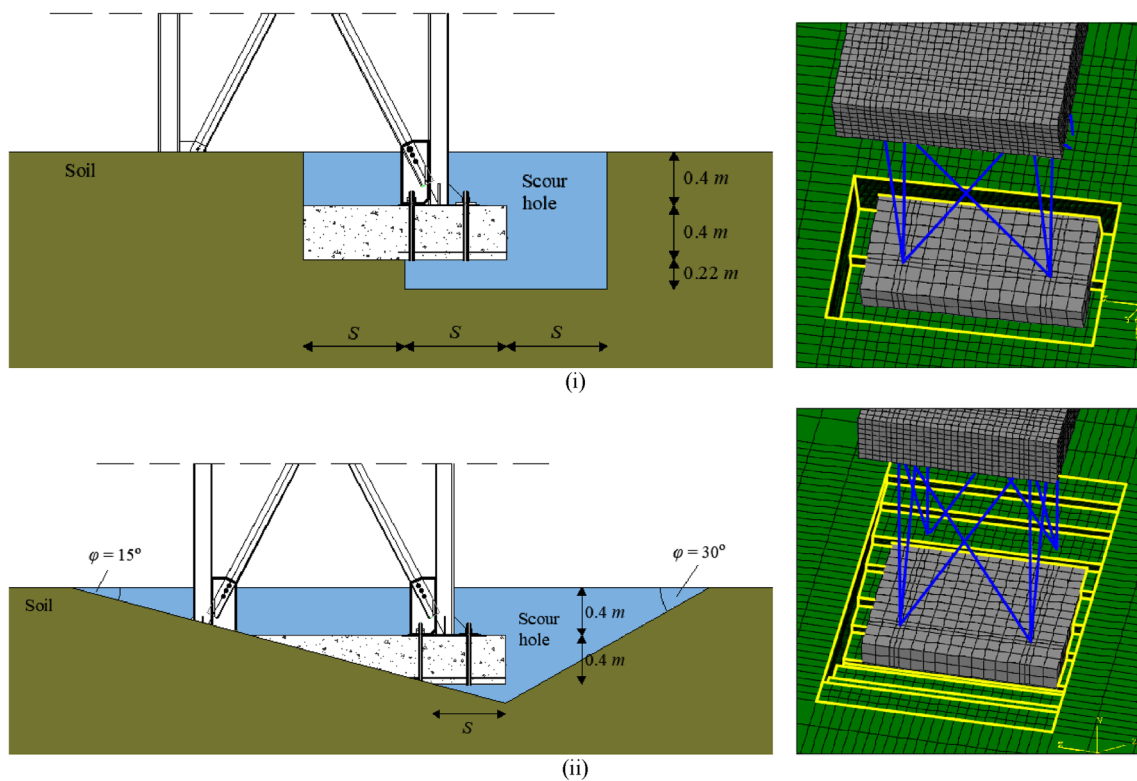 Soil
Scour
hole
0.4 m
0.4 m
0.22 m
S
S
S
(i)
φ = 15°
φ = 30°
Soil
Scour
hole
0.4 m
0.4 m
S
(ii)